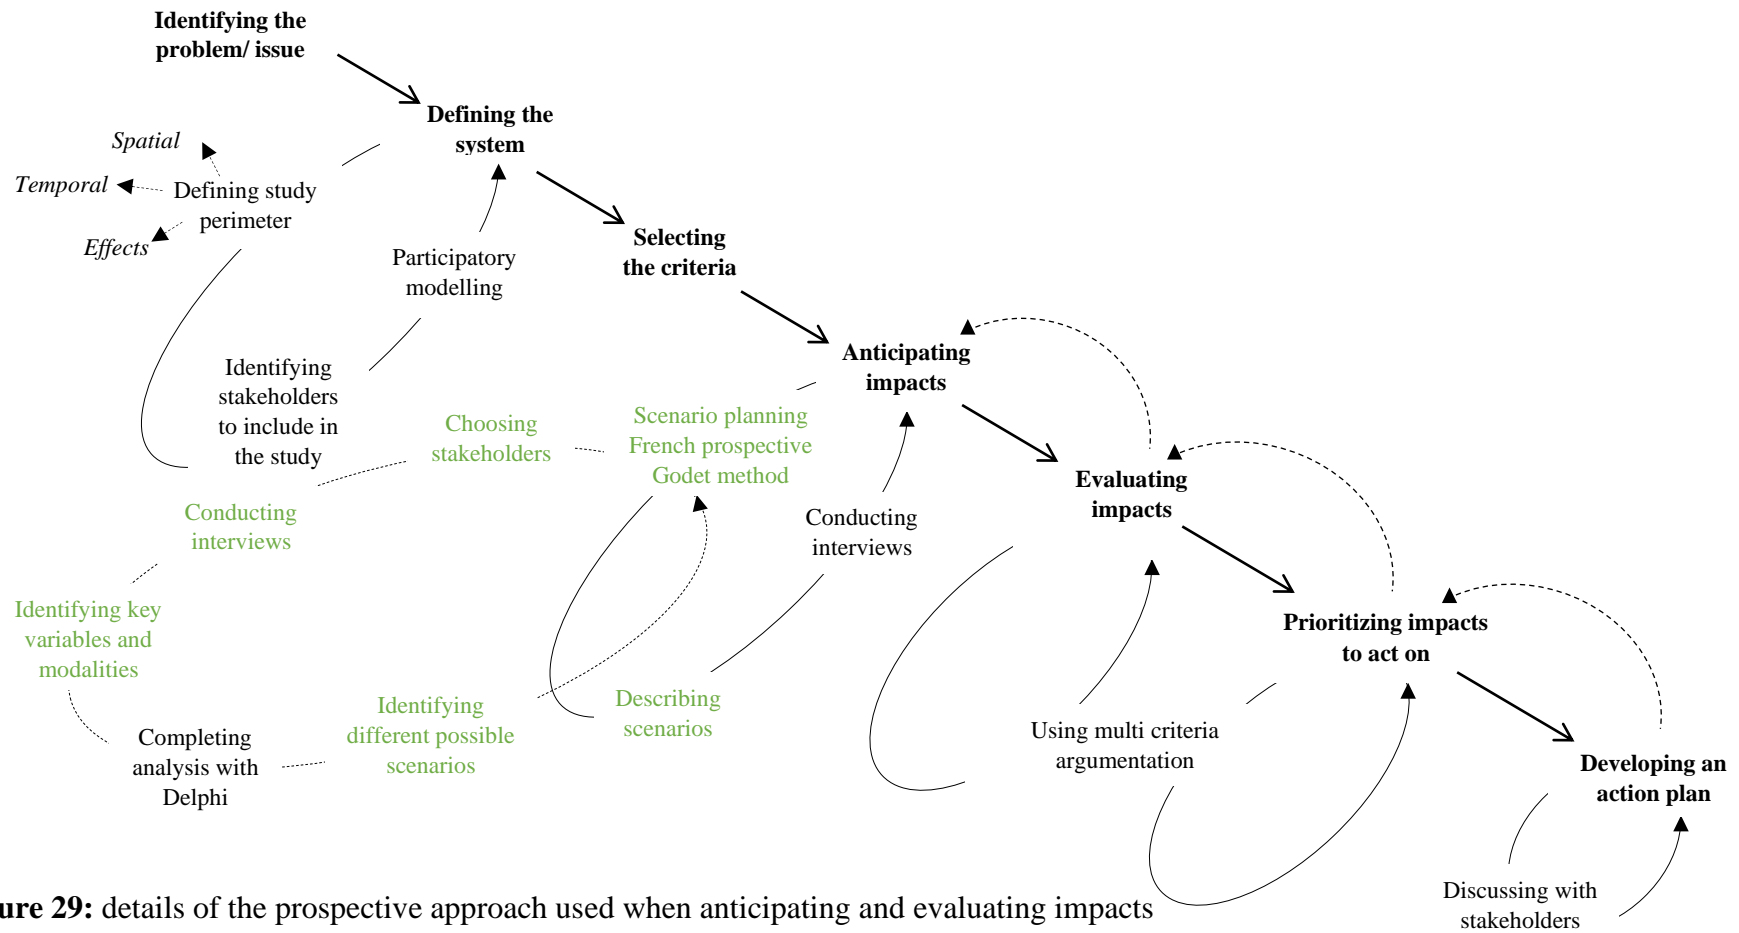 Identifying the
problem/ issue
Defining the
system
Spatial
Temporal
Effects
Defining study
perimeter
Participatory
modelling
Identifying
stakeholders
to include in
the study
Selecting
the criteria
Anticipating
impacts
Scenario planning
French prospective
Godet method
Choosing
stakeholders
Conducting
interviews
Identifying key
variables and
modalities
Completing
analysis with
Delphi
Identifying
different possible
scenarios
Describing
scenarios
Conducting
interviews
Evaluating
impacts
Using multi criteria
argumentation
Prioritizing impacts
to act on
Developing an
action plan
Discussing with
stakeholders
ure 29: details of the prospective approach used when anticipating and evaluating impacts